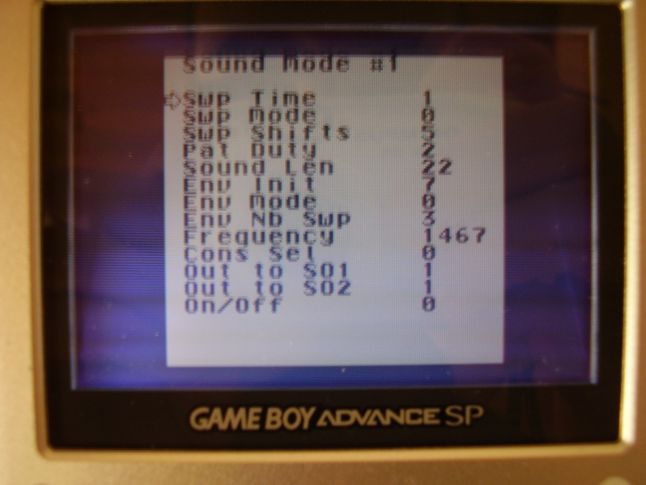 Sound Mode #1
Swp Time 1
Swp Mode 0
Swp Shifts 5
Pat Duty 2
Sound Len 22
Env Init 7
Env Mode 0
Env Nb Swp 3
Frequency 1467
Cons Sel 0
Out to SO1 1
Out to SO2 1
On/Off 0
GAME BOY ADVANCE SP